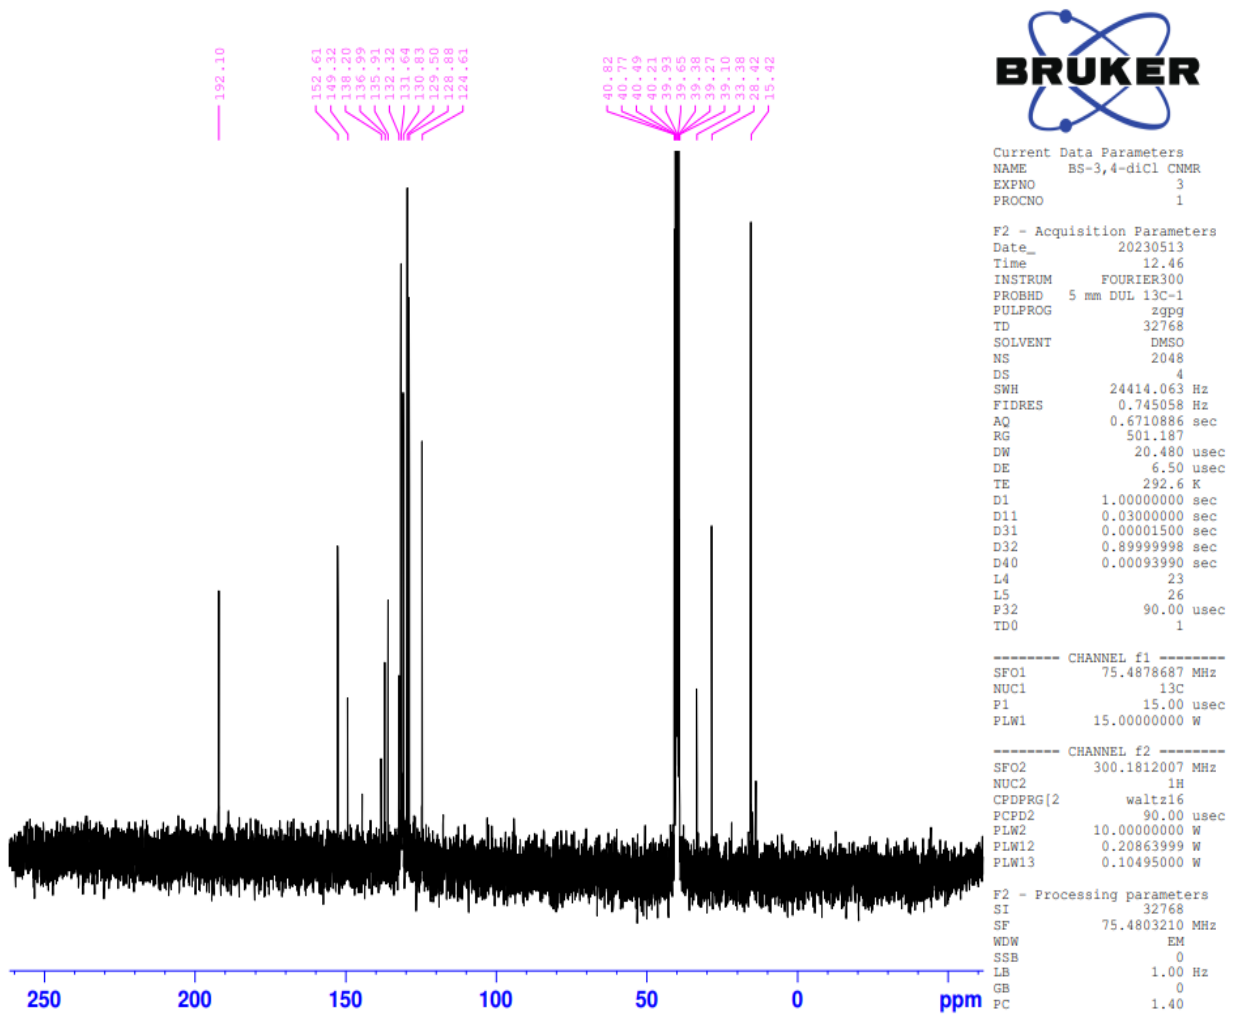 192.10
152.61
149.32
138.20
136.99
135.91
132.32
131.64
130.83
129.50
128.88
124.61
40.82
40.77
40.49
40.21
39.93
39.65
39.38
39.27
39.10
33.38
28.42
15.42
BRUKER
Current Data Parameters
NAME BS-3,4-diCl CNMR
EXPNO 3
PROCNO 1
F2 - Acquisition Parameters
Date_ 20230513
Time 12.46
INSTRUM FOURIER300
PROBHD 5 mm DUL 13C-1
PULPROG zgpg
TD 32768
SOLVENT DMSO
NS 2048
DS 4
SWH 24414.063 Hz
FIDRES 0.745058 Hz
AQ 0.6710886 sec
RG 501.187
DW 20.480 usec
DE 6.50 usec
TE 292.6 K
D1 1.00000000 sec
D11 0.03000000 sec
D31 0.00001500 sec
D32 0.89999998 sec
D40 0.00093990 sec
L4 23
L5 26
P32 90.00 usec
TD0 1
======== CHANNEL f1 ========
SFO1 75.4878687 MHz
NUC1 13C
P1 15.00 usec
PLW1 15.00000000 W
======== CHANNEL f2 ========
SFO2 300.1812007 MHz
NUC2 1H
CPDPRG[2 waltz16
PCPD2 90.00 usec
PLW2 10.00000000 W
PLW12 0.20863999 W
PLW13 0.10495000 W
F2 - Processing parameters
SI 32768
SF 75.4803210 MHz
WDW EM
SSB 0
LB 1.00 Hz
GB 0
PC 1.40
250 200 150 100 50 0 ppm